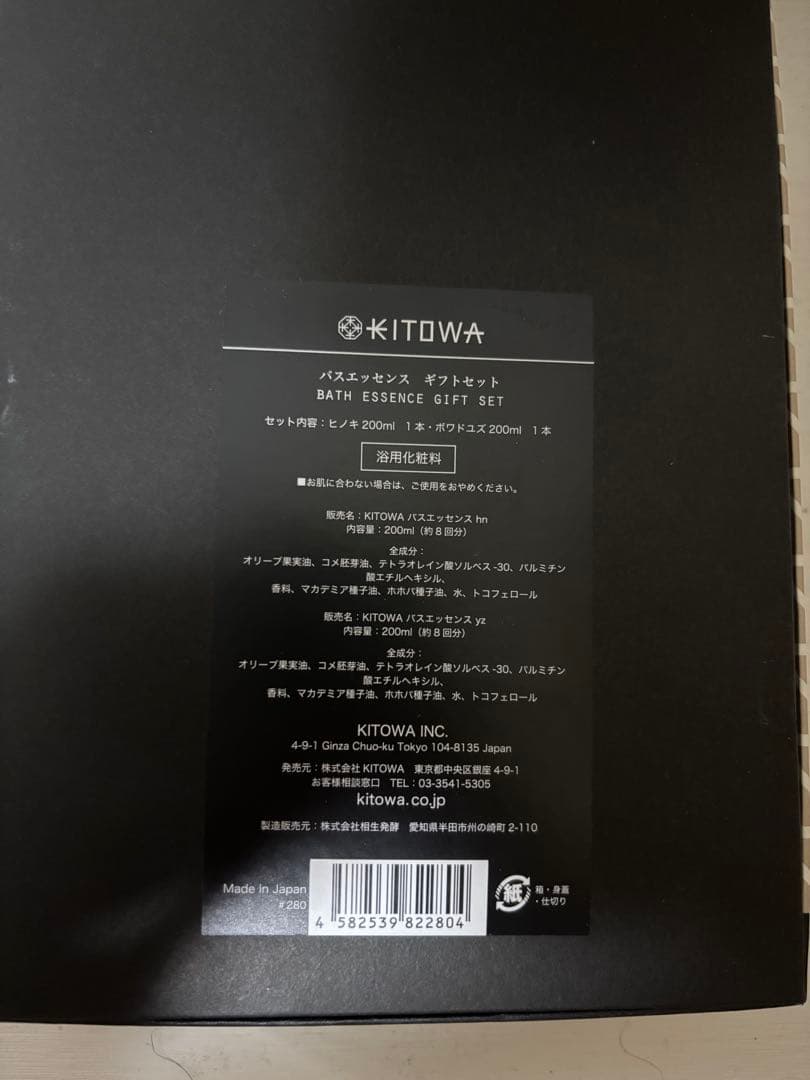 KITOWA
バスエッセンス ギフトセット
BATH ESSENCE GIFT SET
セット内容：ヒノキ200ml 1本・ボワドユズ200ml 1本
浴用化粧料
■お肌に合わない場合は、ご使用をおやめください。
販売名：KITOWA バスエッセンス hn
内容量：200ml（約8回分）
全成分：
オリーブ果実油、コメ胚芽油、テトラオレイン酸ソルベス-30、パルミチン
酸エチルヘキシル、
香料、マカデミア種子油、ホホバ種子油、水、トコフェロール
販売名：KITOWA バスエッセンス yz
内容量：200ml（約8回分）
全成分：
オリーブ果実油、コメ胚芽油、テトラオレイン酸ソルベス-30、パルミチン
酸エチルヘキシル、
香料、マカデミア種子油、ホホバ種子油、水、トコフェロール
KITOWA INC.
4-9-1 Ginza Chuo-ku Tokyo 104-8135 Japan
発売元：株式会社KITOWA 東京都中央区銀座4-9-1
お客様相談窓口 TEL：03-3541-5305
kitowa.co.jp
製造販売元：株式会社相生発酵 愛知県半田市州の崎町2-110
Made In Japan
#280
4 582539 822804
紙
箱・身蓋
・仕切り